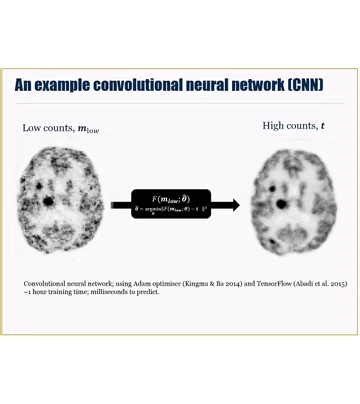 An example convolutional neural network (CNN)
Low counts, m_low
High counts, t
F(m_low; θ̂)
θ̂ = argmin‖F(m_low; θ) − t ‖²
θ
Convolutional neural network; using Adam optimiser (Kingma & Ba 2014) and TensorFlow (Abadi et al. 2015)
~1 hour training time; milliseconds to predict.